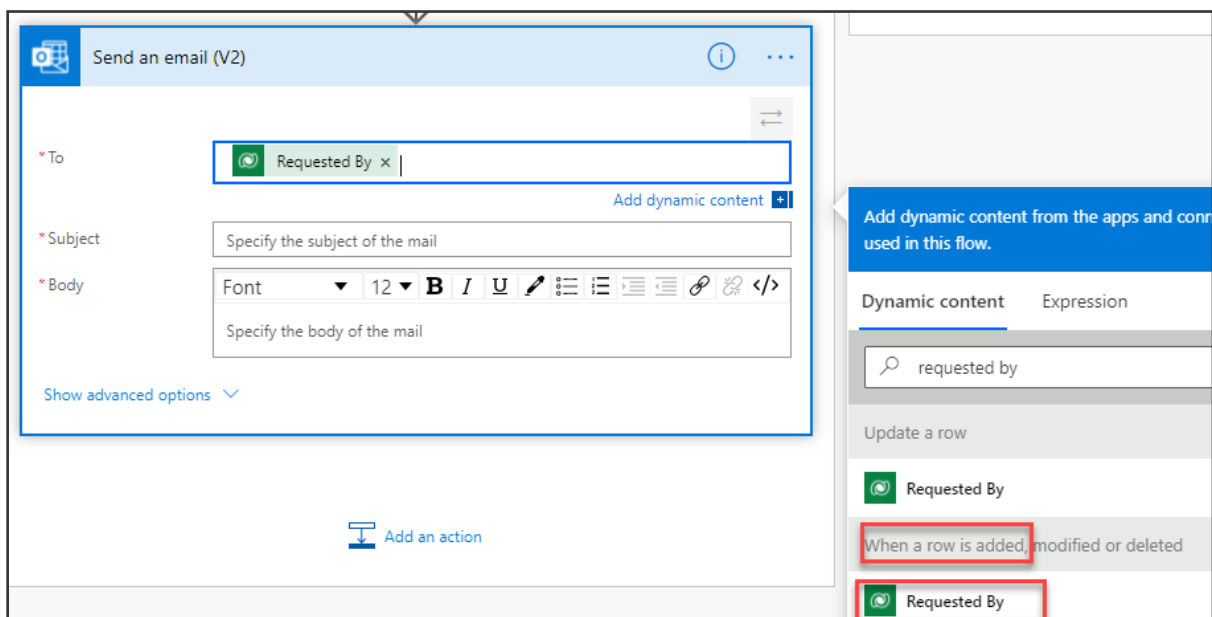 Send an email (V2)
* To
Requested By ×
Add dynamic content
* Subject
Specify the subject of the mail
* Body
Font 12 B I U </>
Specify the body of the mail
Show advanced options
Add an action
Add dynamic content from the apps and
used in this flow.
Dynamic content Expression
requested by
Update a row
Requested By
When a row is added, modified or deleted
Requested By